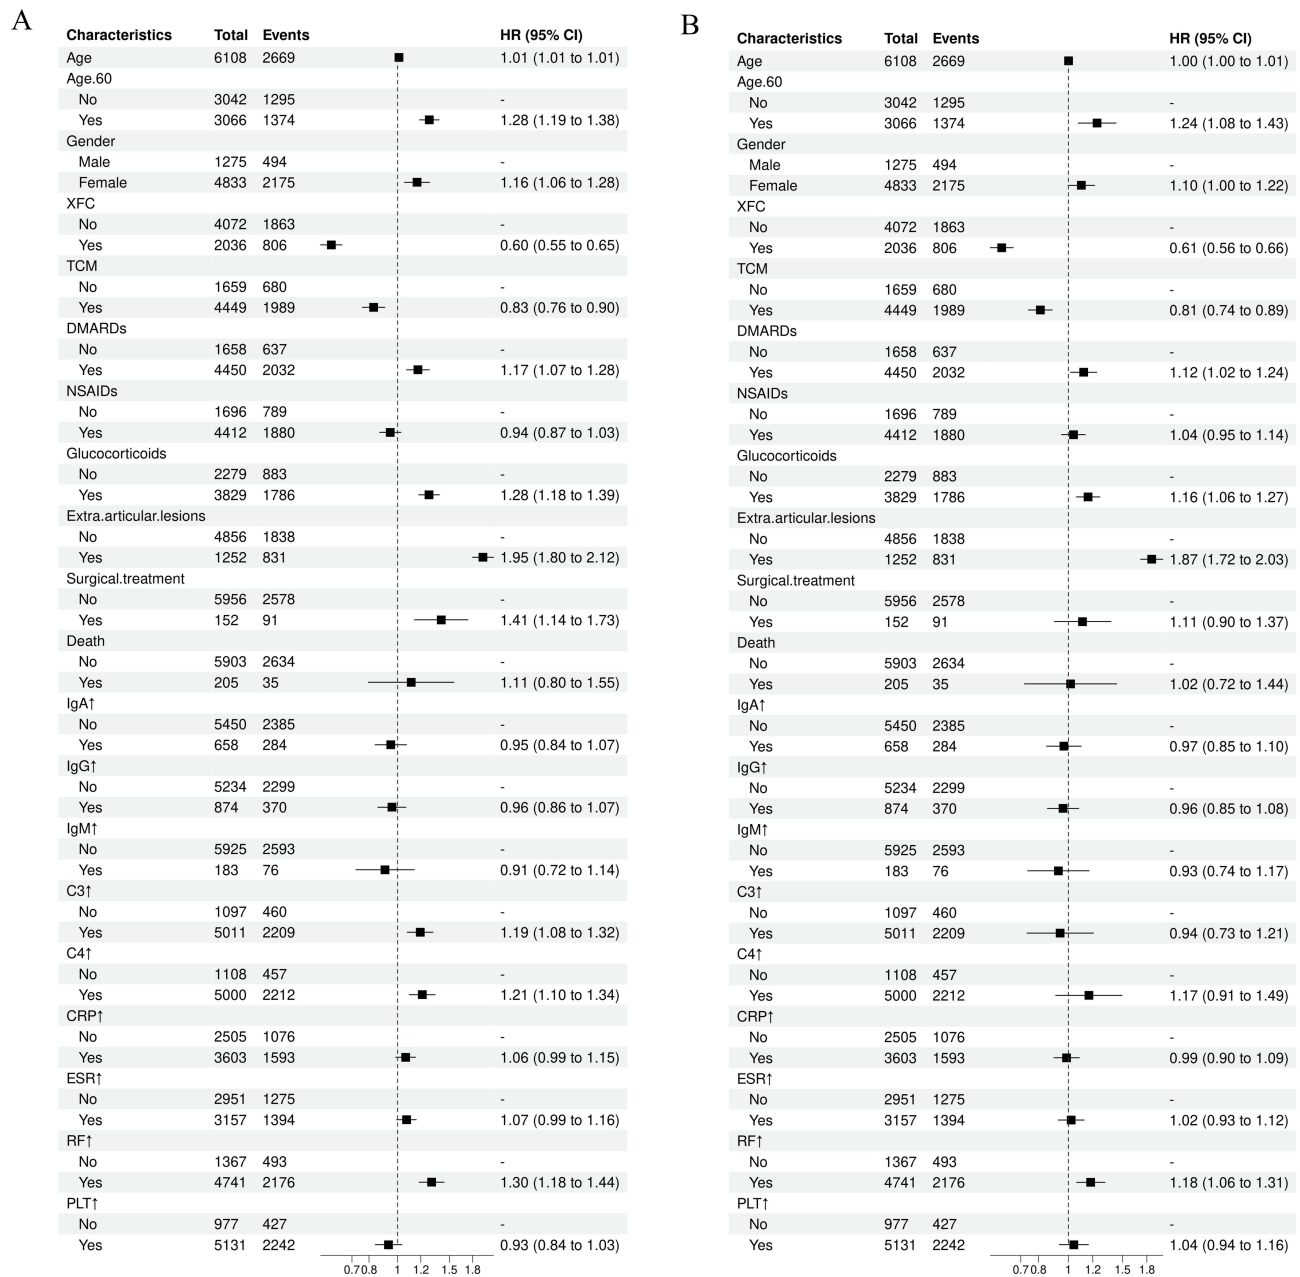 A
Characteristics Total Events HR (95% CI)
Age 6108 2669 1.01 (1.01 to 1.01)
Age.60
No 3042 1295 -
Yes 3066 1374 1.28 (1.19 to 1.38)
Gender
Male 1275 494 -
Female 4833 2175 1.16 (1.06 to 1.28)
XFC
No 4072 1863 -
Yes 2036 806 0.60 (0.55 to 0.65)
TCM
No 1659 680 -
Yes 4449 1989 0.83 (0.76 to 0.90)
DMARDs
No 1658 637 -
Yes 4450 2032 1.17 (1.07 to 1.28)
NSAIDs
No 1696 789 -
Yes 4412 1880 0.94 (0.87 to 1.03)
Glucocorticoids
No 2279 883 -
Yes 3829 1786 1.28 (1.18 to 1.39)
Extra.articular.lesions
No 4856 1838 -
Yes 1252 831 1.95 (1.80 to 2.12)
Surgical.treatment
No 5956 2578 -
Yes 152 91 1.41 (1.14 to 1.73)
Death
No 5903 2634 -
Yes 205 35 1.11 (0.80 to 1.55)
IgA↑
No 5450 2385 -
Yes 658 284 0.95 (0.84 to 1.07)
IgG↑
No 5234 2299 -
Yes 874 370 0.96 (0.86 to 1.07)
IgM↑
No 5925 2593 -
Yes 183 76 0.91 (0.72 to 1.14)
C3↑
No 1097 460 -
Yes 5011 2209 1.19 (1.08 to 1.32)
C4↑
No 1108 457 -
Yes 5000 2212 1.21 (1.10 to 1.34)
CRP↑
No 2505 1076 -
Yes 3603 1593 1.06 (0.99 to 1.15)
ESR↑
No 2951 1275 -
Yes 3157 1394 1.07 (0.99 to 1.16)
RF↑
No 1367 493 -
Yes 4741 2176 1.30 (1.18 to 1.44)
PLT↑
No 977 427 -
Yes 5131 2242 0.93 (0.84 to 1.03)
0.7 0.8 1 1.2 1.5 1.8
B
Characteristics Total Events HR (95% CI)
Age 6108 2669 1.00 (1.00 to 1.01)
Age.60
No 3042 1295 -
Yes 3066 1374 1.24 (1.08 to 1.43)
Gender
Male 1275 494 -
Female 4833 2175 1.10 (1.00 to 1.22)
XFC
No 4072 1863 -
Yes 2036 806 0.61 (0.56 to 0.66)
TCM
No 1659 680 -
Yes 4449 1989 0.81 (0.74 to 0.89)
DMARDs
No 1658 637 -
Yes 4450 2032 1.12 (1.02 to 1.24)
NSAIDs
No 1696 789 -
Yes 4412 1880 1.04 (0.95 to 1.14)
Glucocorticoids
No 2279 883 -
Yes 3829 1786 1.16 (1.06 to 1.27)
Extra.articular.lesions
No 4856 1838 -
Yes 1252 831 1.87 (1.72 to 2.03)
Surgical.treatment
No 5956 2578 -
Yes 152 91 1.11 (0.90 to 1.37)
Death
No 5903 2634 -
Yes 205 35 1.02 (0.72 to 1.44)
IgA↑
No 5450 2385 -
Yes 658 284 0.97 (0.85 to 1.10)
IgG↑
No 5234 2299 -
Yes 874 370 0.96 (0.85 to 1.08)
IgM↑
No 5925 2593 -
Yes 183 76 0.93 (0.74 to 1.17)
C3↑
No 1097 460 -
Yes 5011 2209 0.94 (0.73 to 1.21)
C4↑
No 1108 457 -
Yes 5000 2212 1.17 (0.91 to 1.49)
CRP↑
No 2505 1076 -
Yes 3603 1593 0.99 (0.90 to 1.09)
ESR↑
No 2951 1275 -
Yes 3157 1394 1.02 (0.93 to 1.12)
RF↑
No 1367 493 -
Yes 4741 2176 1.18 (1.06 to 1.31)
PLT↑
No 977 427 -
Yes 5131 2242 1.04 (0.94 to 1.16)
0.7 0.8 1 1.2 1.5 1.8